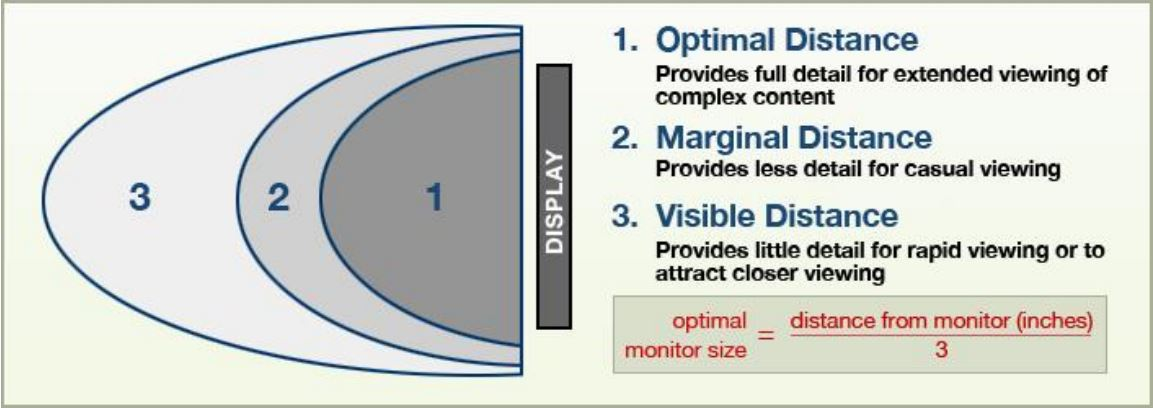 3
2
1
DISPLAY
1. Optimal Distance
Provides full detail for extended viewing of
complex content
2. Marginal Distance
Provides less detail for casual viewing
3. Visible Distance
Provides little detail for rapid viewing or to
attract closer viewing
optimal
monitor size
=
distance from monitor (inches)
3